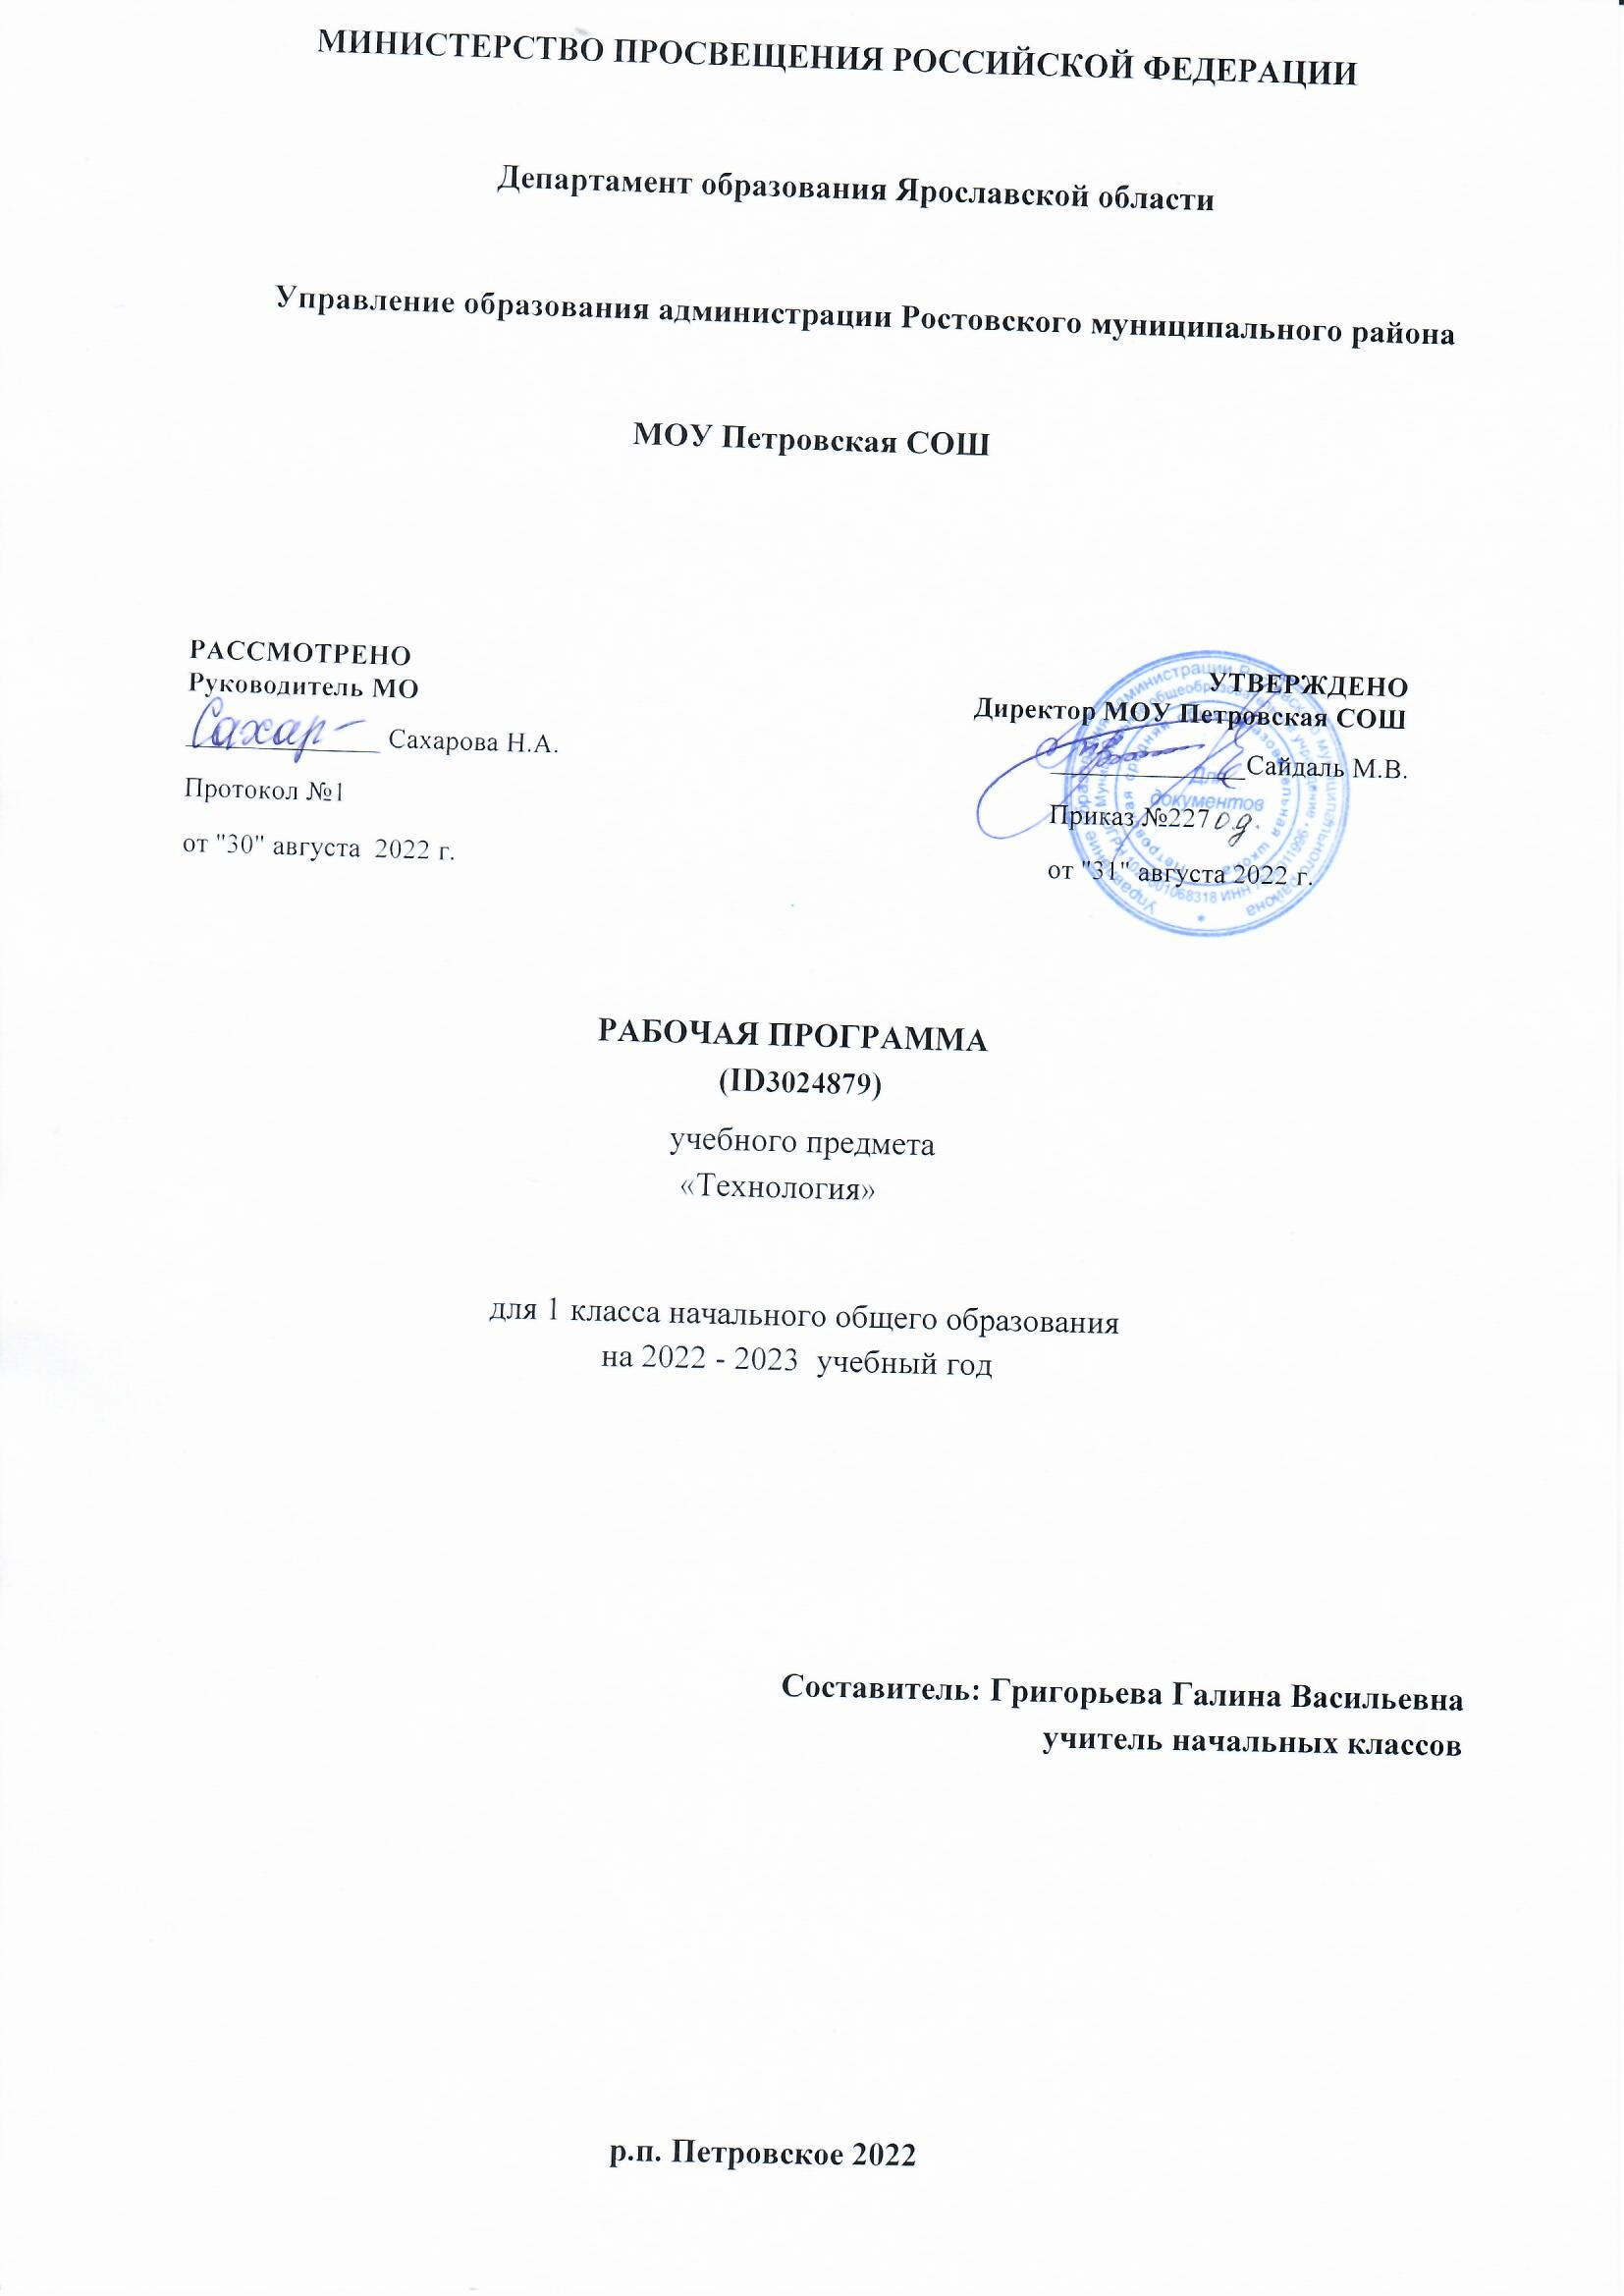 МИНИСТЕРСТВО ПРОСВЕЩЕНИЯ РОССИЙСКОЙ ФЕДЕРАЦИИ
Департамент образования Ярославской области
Управление образования администрации Ростовского муниципального района
МОУ Петровская СОШ
РАССМОТРЕНО
Руководитель МО
Сахар Сахарова Н.А.
Протокол №1
от "30" августа 2022 г.
УТВЕРЖДЕНО
Директор МОУ Петровская СОШ
Сайдаль М.В.
Приказ №227 о.д.
от "31" августа 2022 г.
Для
документов
РАБОЧАЯ ПРОГРАММА
(ID3024879)
учебного предмета
«Технология»
для 1 класса начального общего образования
на 2022 - 2023 учебный год
Составитель: Григорьева Галина Васильевна
учитель начальных классов
р.п. Петровское 2022